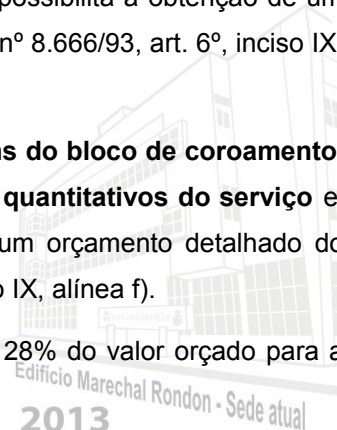 possibilita a obtenção de um
nº 8.666/93, art. 6º, inciso IX
s do bloco de coroamento
quantitativos do serviço e
um orçamento detalhado do
o IX, alínea f).
28% do valor orçado para a
Edifício Marechal Rondon - Sede atual
2013